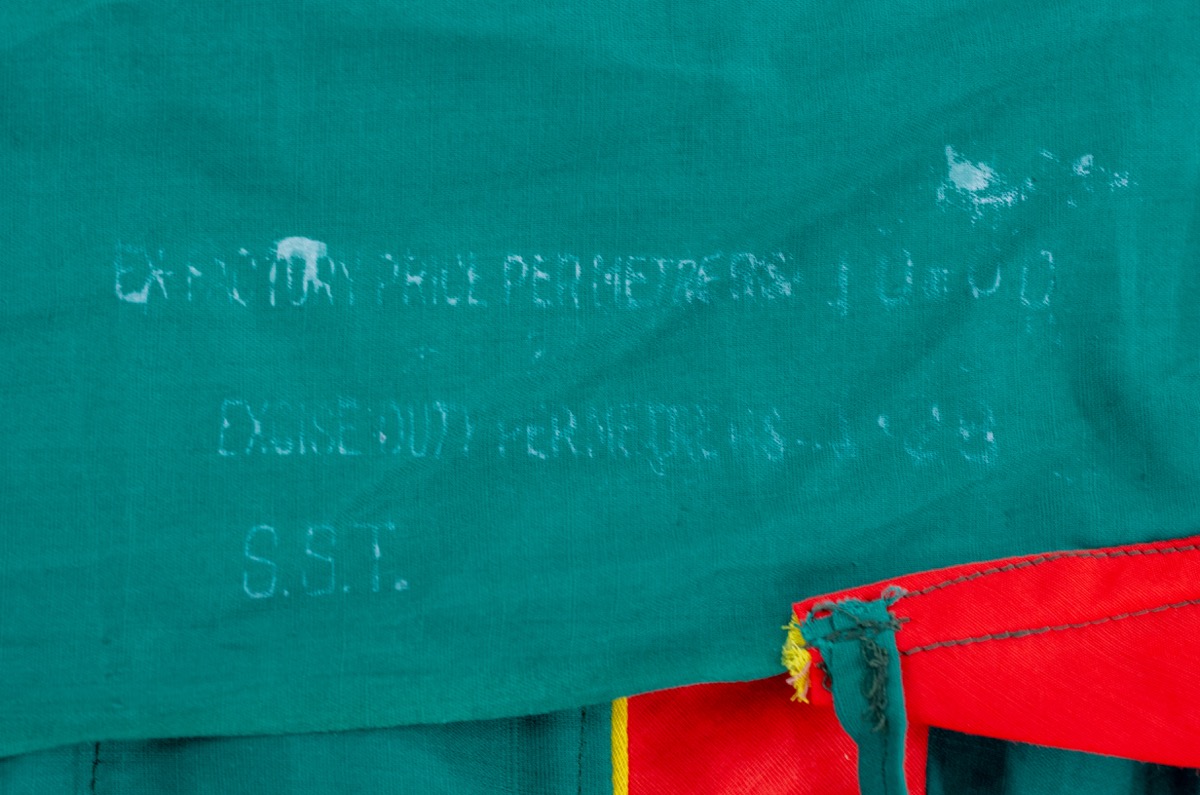 EX-FACTORY PRICE PER METRE RS.
EXCISE DUTY PER METRE RS.
S.S.T.